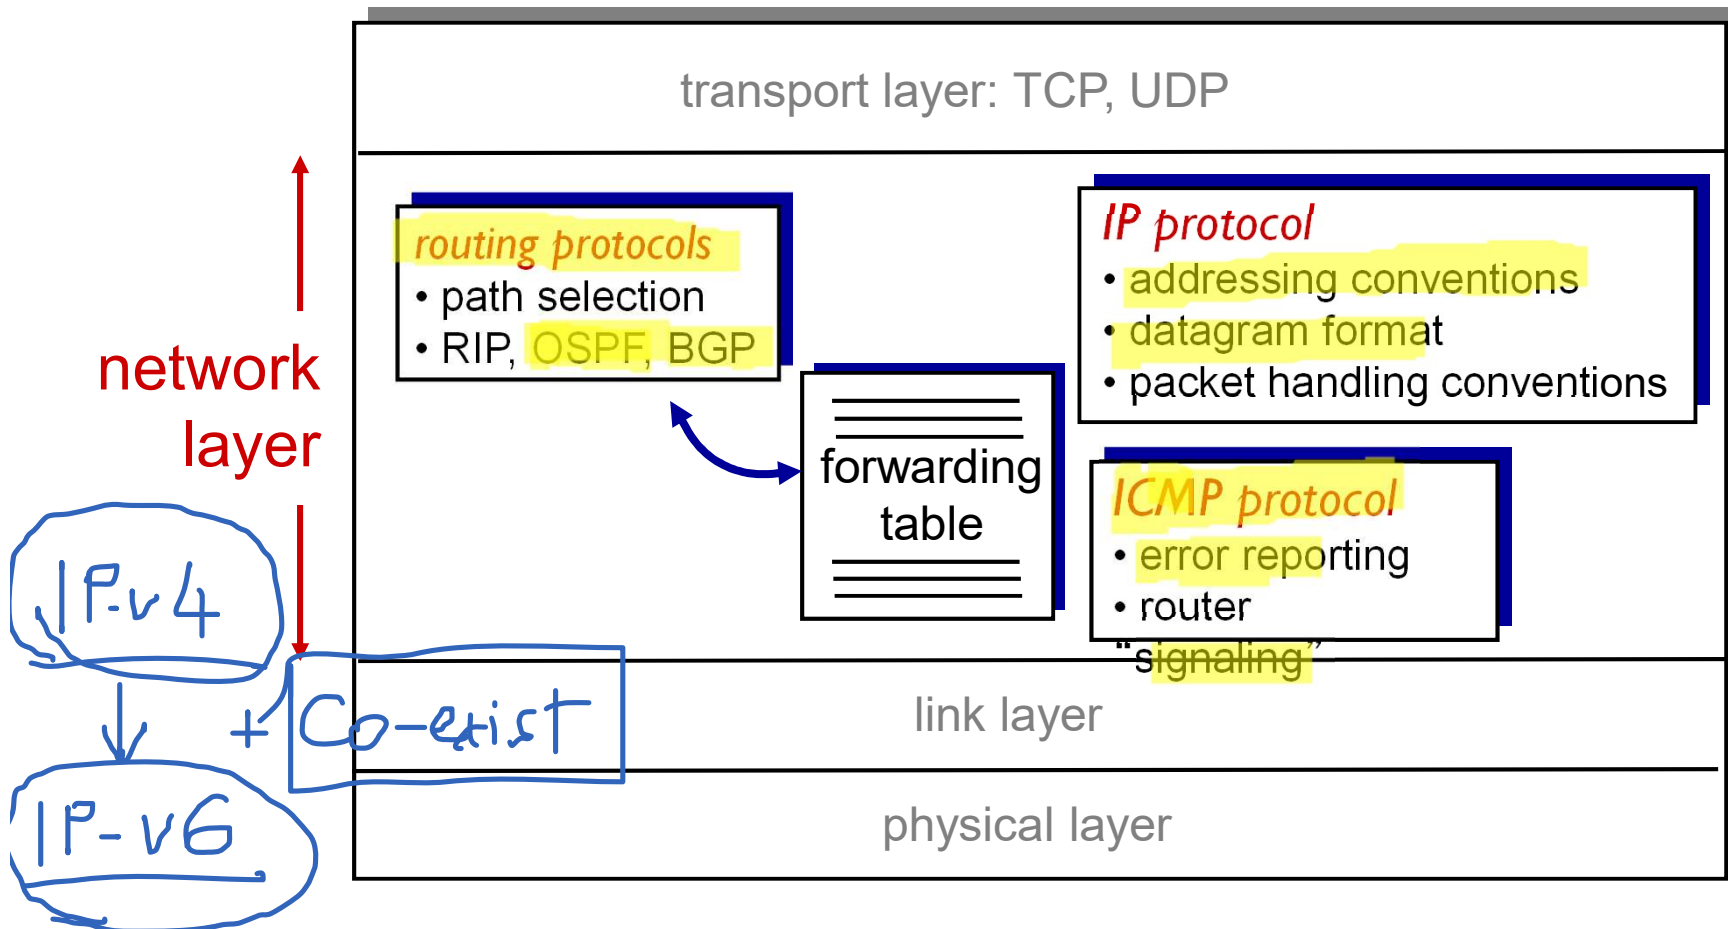 transport layer: TCP, UDP
routing protocols
• path selection
• RIP, OSPF, BGP
IP protocol
• addressing conventions
• datagram format
• packet handling conventions
network
layer
forwarding
table
ICMP protocol
• error reporting
• router
“signaling”
IP-v4
+ Co-exist
IP-v6
link layer
physical layer